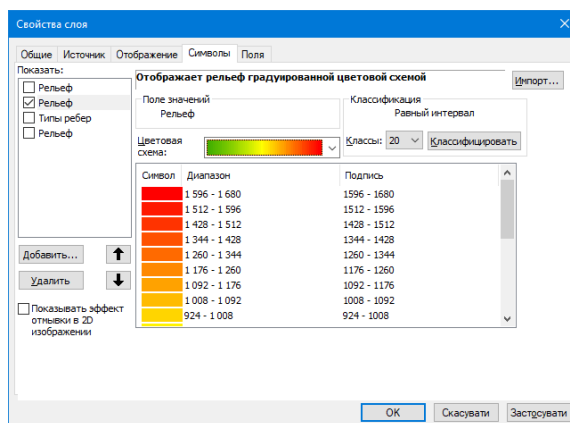 Свойства слоя
Общие Источник Отображение Символы Поля
Показать:
Рельеф
Рельеф
Типы ребер
Рельеф
Добавить...
Удалить
Показывать эффект
отмывки в 2D
изображении
Отображает рельеф градуированной цветовой схемой
Импорт...
Поле значений
Рельеф
Классификация
Равный интервал
Цветовая
схема:
Классы: 20 Классифицировать
Символ Диапазон Подпись
1 596 - 1 680 1596 - 1680
1 512 - 1 596 1512 - 1596
1 428 - 1 512 1428 - 1512
1 344 - 1 428 1344 - 1428
1 260 - 1 344 1260 - 1344
1 176 - 1 260 1176 - 1260
1 092 - 1 176 1092 - 1176
1 008 - 1 092 1008 - 1092
924 - 1 008 924 - 1008
OK Скасувати Застосувати